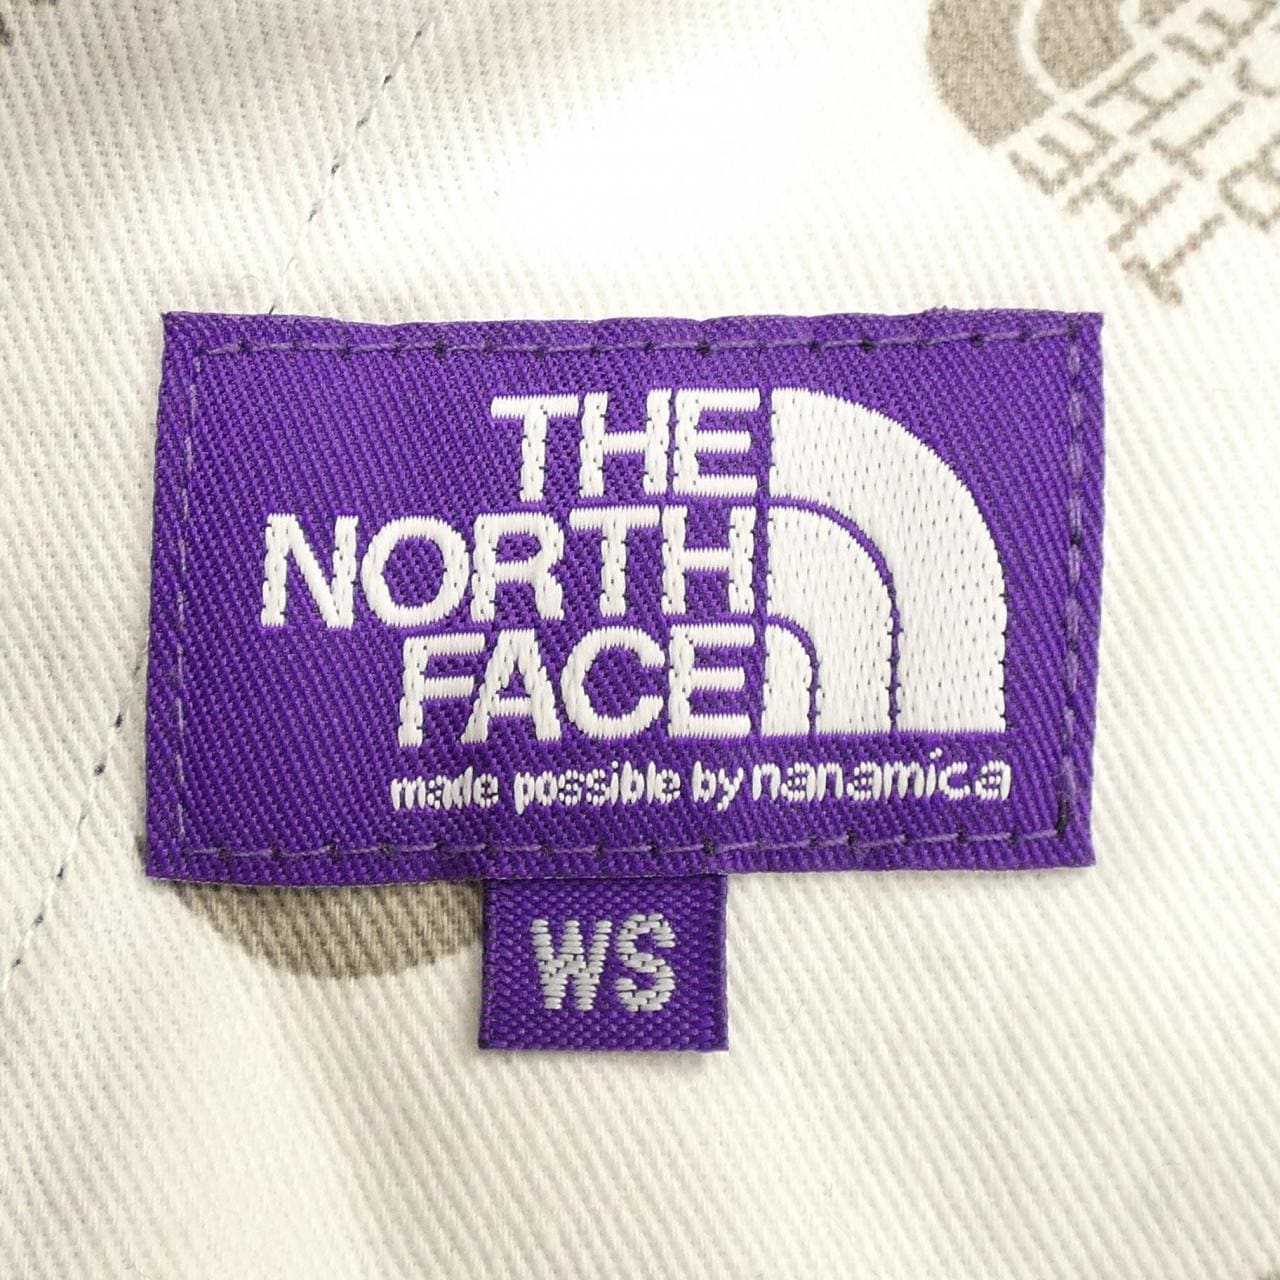 THE
NORTH
FACE
made possible by nanamica
WS